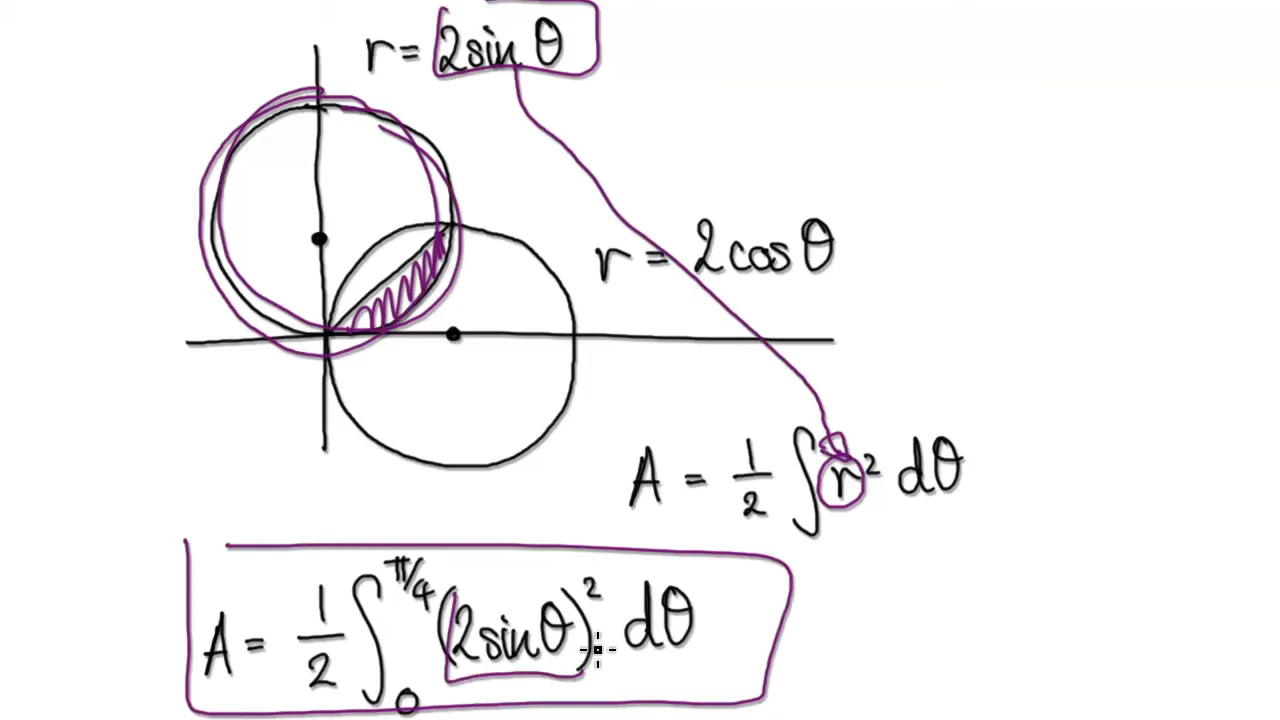 r = 2sin θ
r = 2cos θ
A = 1/2 ∫ r² dθ
A = 1/2 ∫₀^π/4 (2sinθ)² dθ